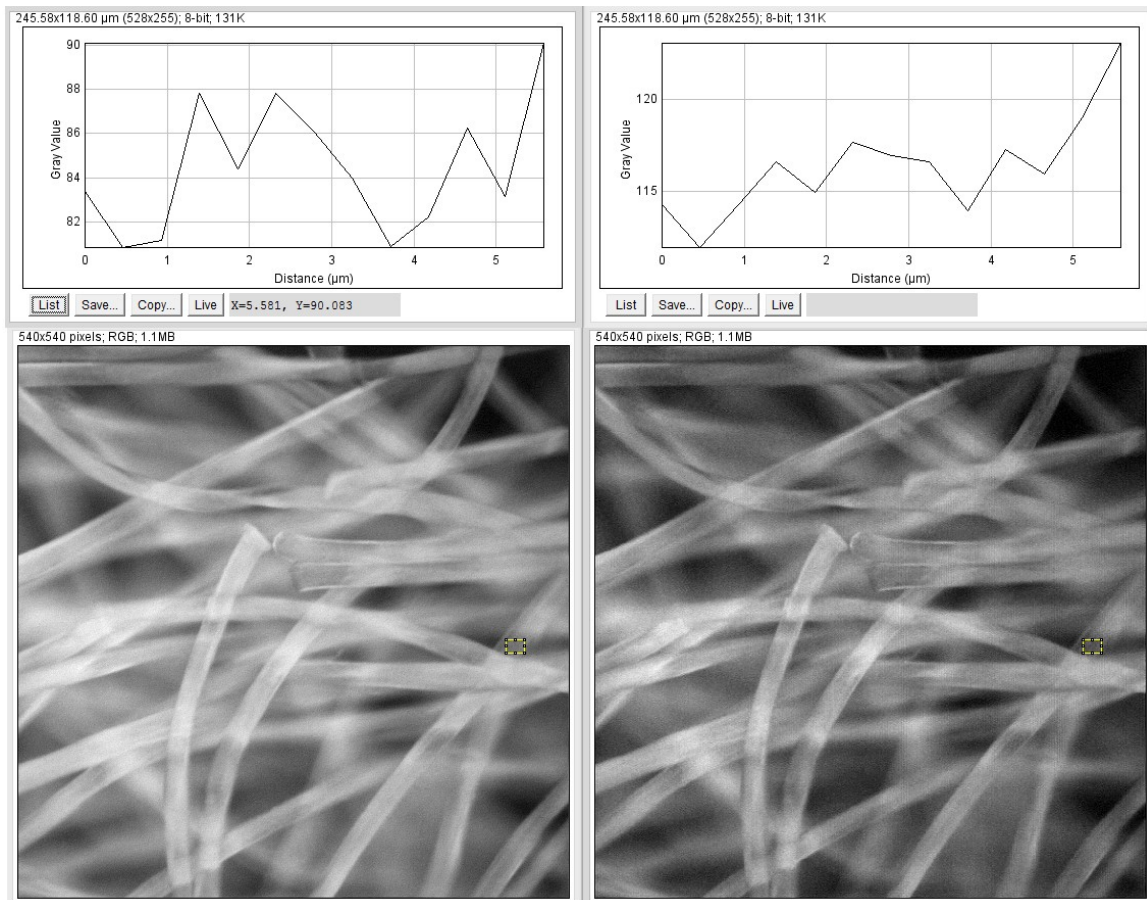 245.58x118.60 µm (528x255); 8-bit; 131K
90
88
86
84
82
Gray Value
0 1 2 3 4 5
Distance (µm)
List Save... Copy... Live X=5.581, Y=90.083
245.58x118.60 µm (528x255); 8-bit; 131K
120
115
Gray Value
0 1 2 3 4 5
Distance (µm)
List Save... Copy... Live
540x540 pixels; RGB; 1.1MB
540x540 pixels; RGB; 1.1MB